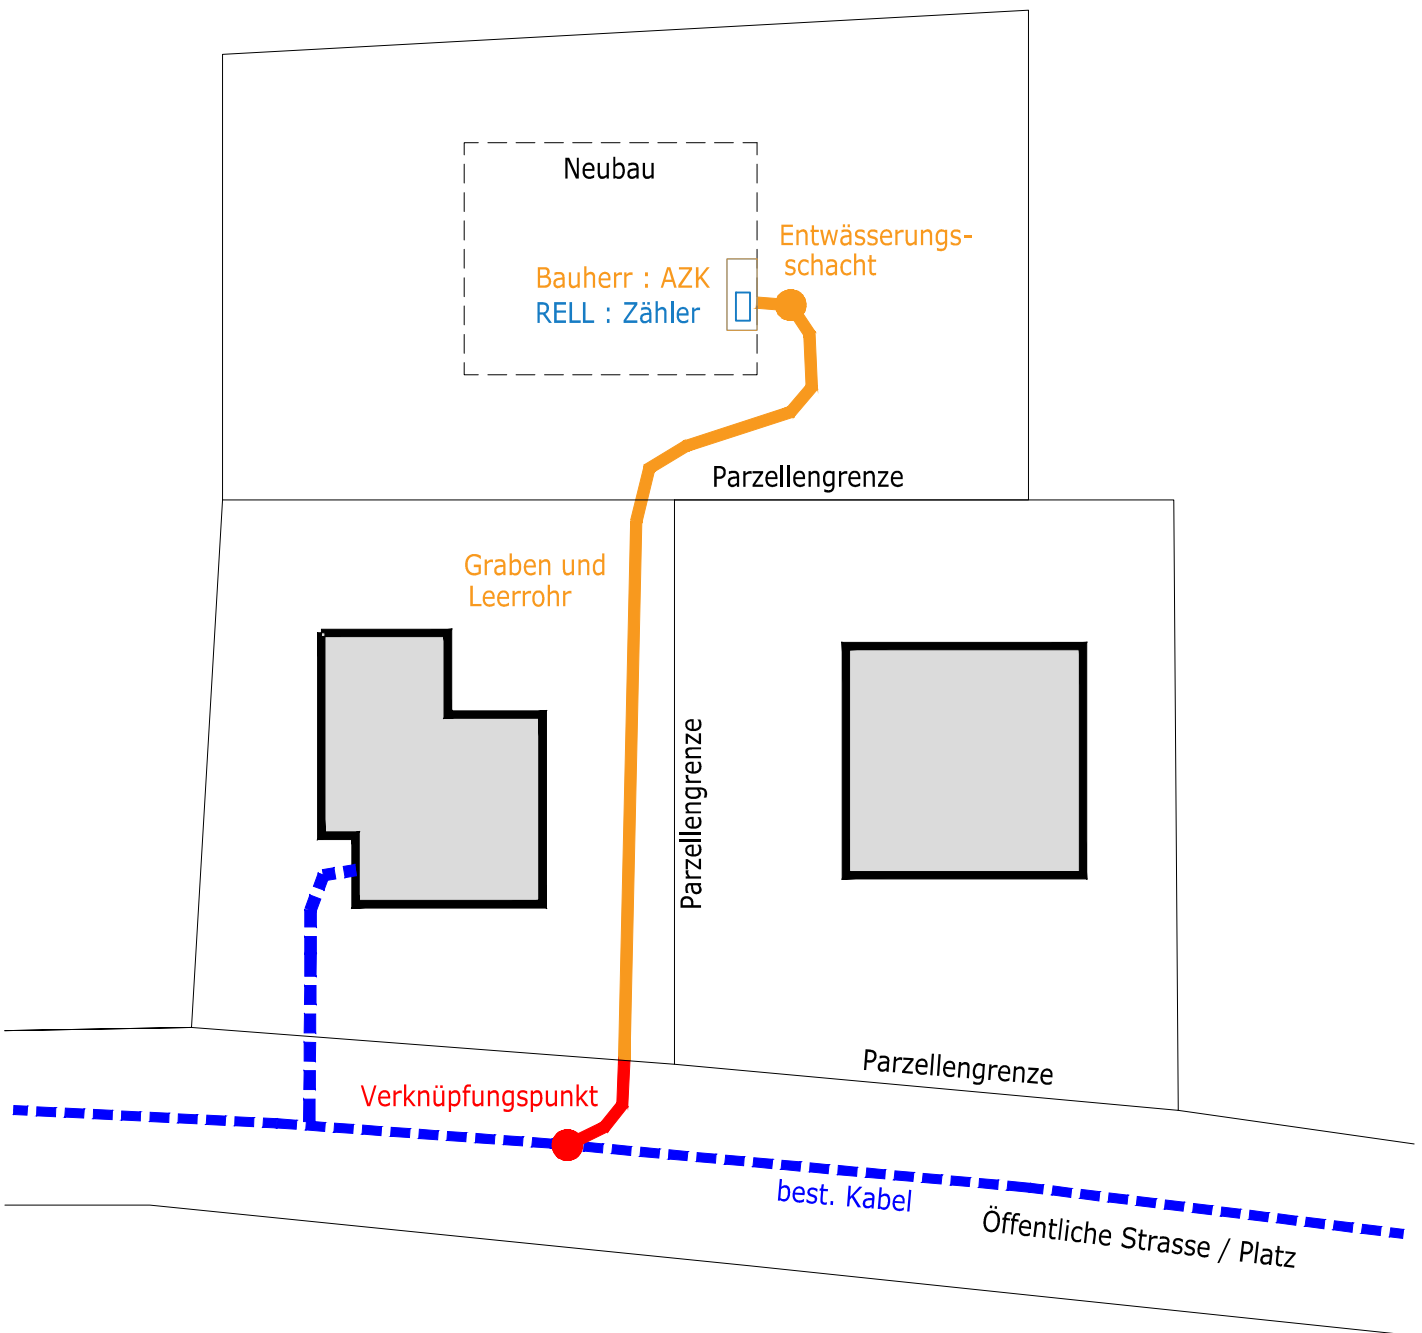 Neubau
Entwässerungs-
schacht
Bauherr : AZK
RELL : Zähler
Parzellengrenze
Graben und
Leerrohr
Parzellengrenze
Parzellengrenze
Verknüpfungspunkt
best. Kabel
Öffentliche Strasse / Platz